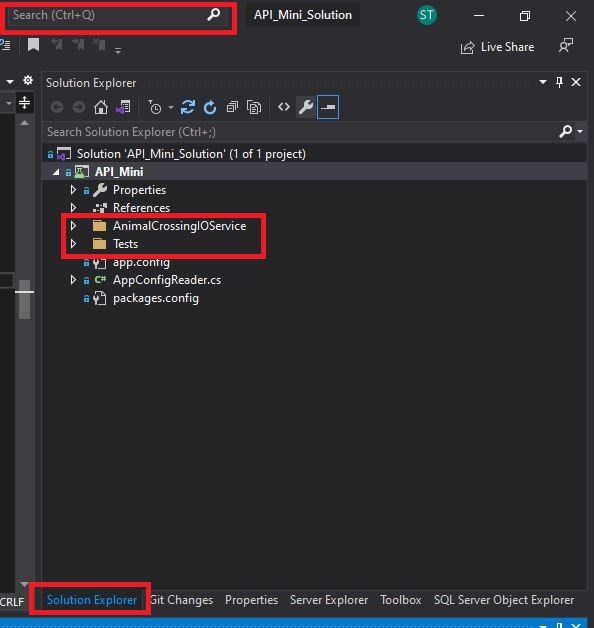 Search (Ctrl+Q)
API_Mini_Solution
ST
Live Share
Solution Explorer
Search Solution Explorer (Ctrl+;)
Solution 'API_Mini_Solution' (1 of 1 project)
API_Mini
Properties
References
AnimalCrossingIOService
Tests
app.config
C# AppConfigReader.cs
packages.config
CRLF
Solution Explorer
Git Changes
Properties
Server Explorer
Toolbox
SQL Server Object Explorer